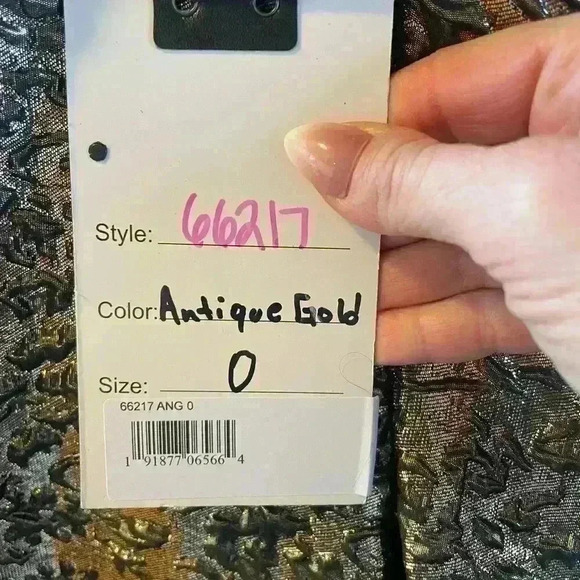 Style: 66217
Color: Antique Gold
Size: 0
66217 ANG 0
1 91877 06566 4